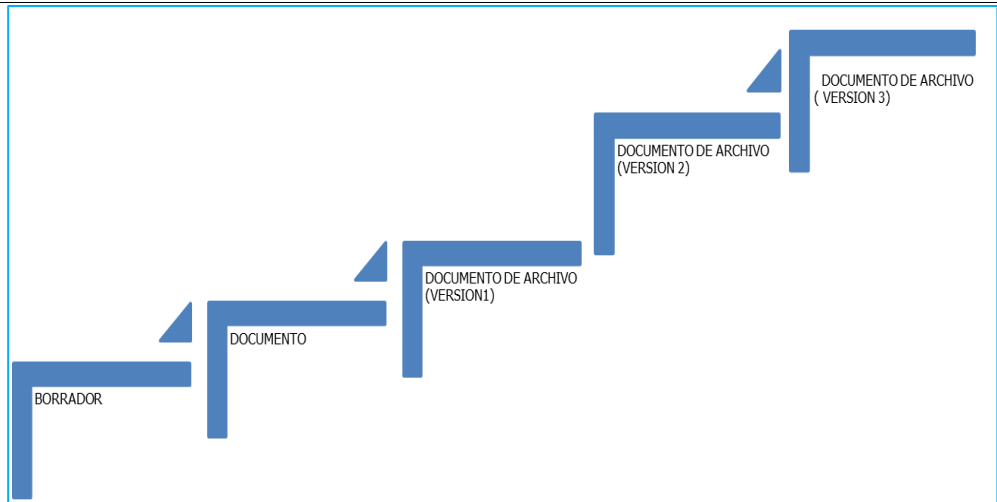 DOCUMENTO DE ARCHIVO
( VERSION 3)
DOCUMENTO DE ARCHIVO
(VERSION 2)
DOCUMENTO DE ARCHIVO
(VERSION1)
DOCUMENTO
BORRADOR